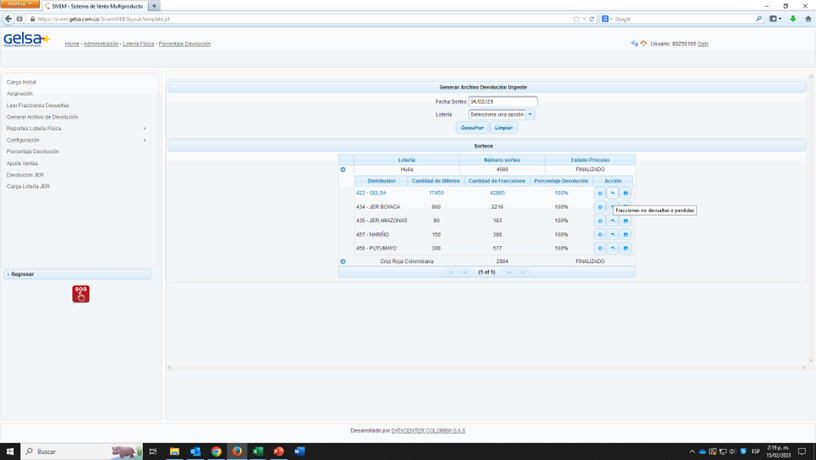 Firefox
SIVEM - Sistema de Venta Multiproducto
https://sivem.gelsa.com.co/SivemWEB/layout/template.jsf
Google
Gelsa
Home - Administración - Lotería Física - Porcentaje Devolución
Usuario: 80250166 Salir
Carga Inicial
Asignación
Leer Fracciones Devueltas
Generar Archivo de Devolución
Reportes Lotería Física
Configuración
Porcentaje Devolución
Ajuste Ventas
Devolucion JER
Carga Lotería JER
Regresar
SOS
Generar Archivo Devolución Urgente
Fecha Sorteo 14/02/23
Lotería Seleccione una opción
Consultar Limpiar
Sorteos
Lotería Número sorteo Estado Proceso
Huila 4586 FINALIZADO
Distribuidor Cantidad de Billetes Cantidad de Fracciones Porcentaje Devolución Acción
422 - GELSA 17450 42885 100%
434 - JER BOYACA 860 2216 100%
Fracciones no devueltas o perdidas
435 - JER AMAZONAS 90 183 100%
457 - NARIÑO 150 386 100%
458 - PUTUMAYO 300 577 100%
Cruz Roja Colombiana 2984 FINALIZADO
(1 of 1)
Desarrollado por DATACENTER COLOMBIA S.A.S
Buscar
ESP
2:19 p. m.
15/02/2023